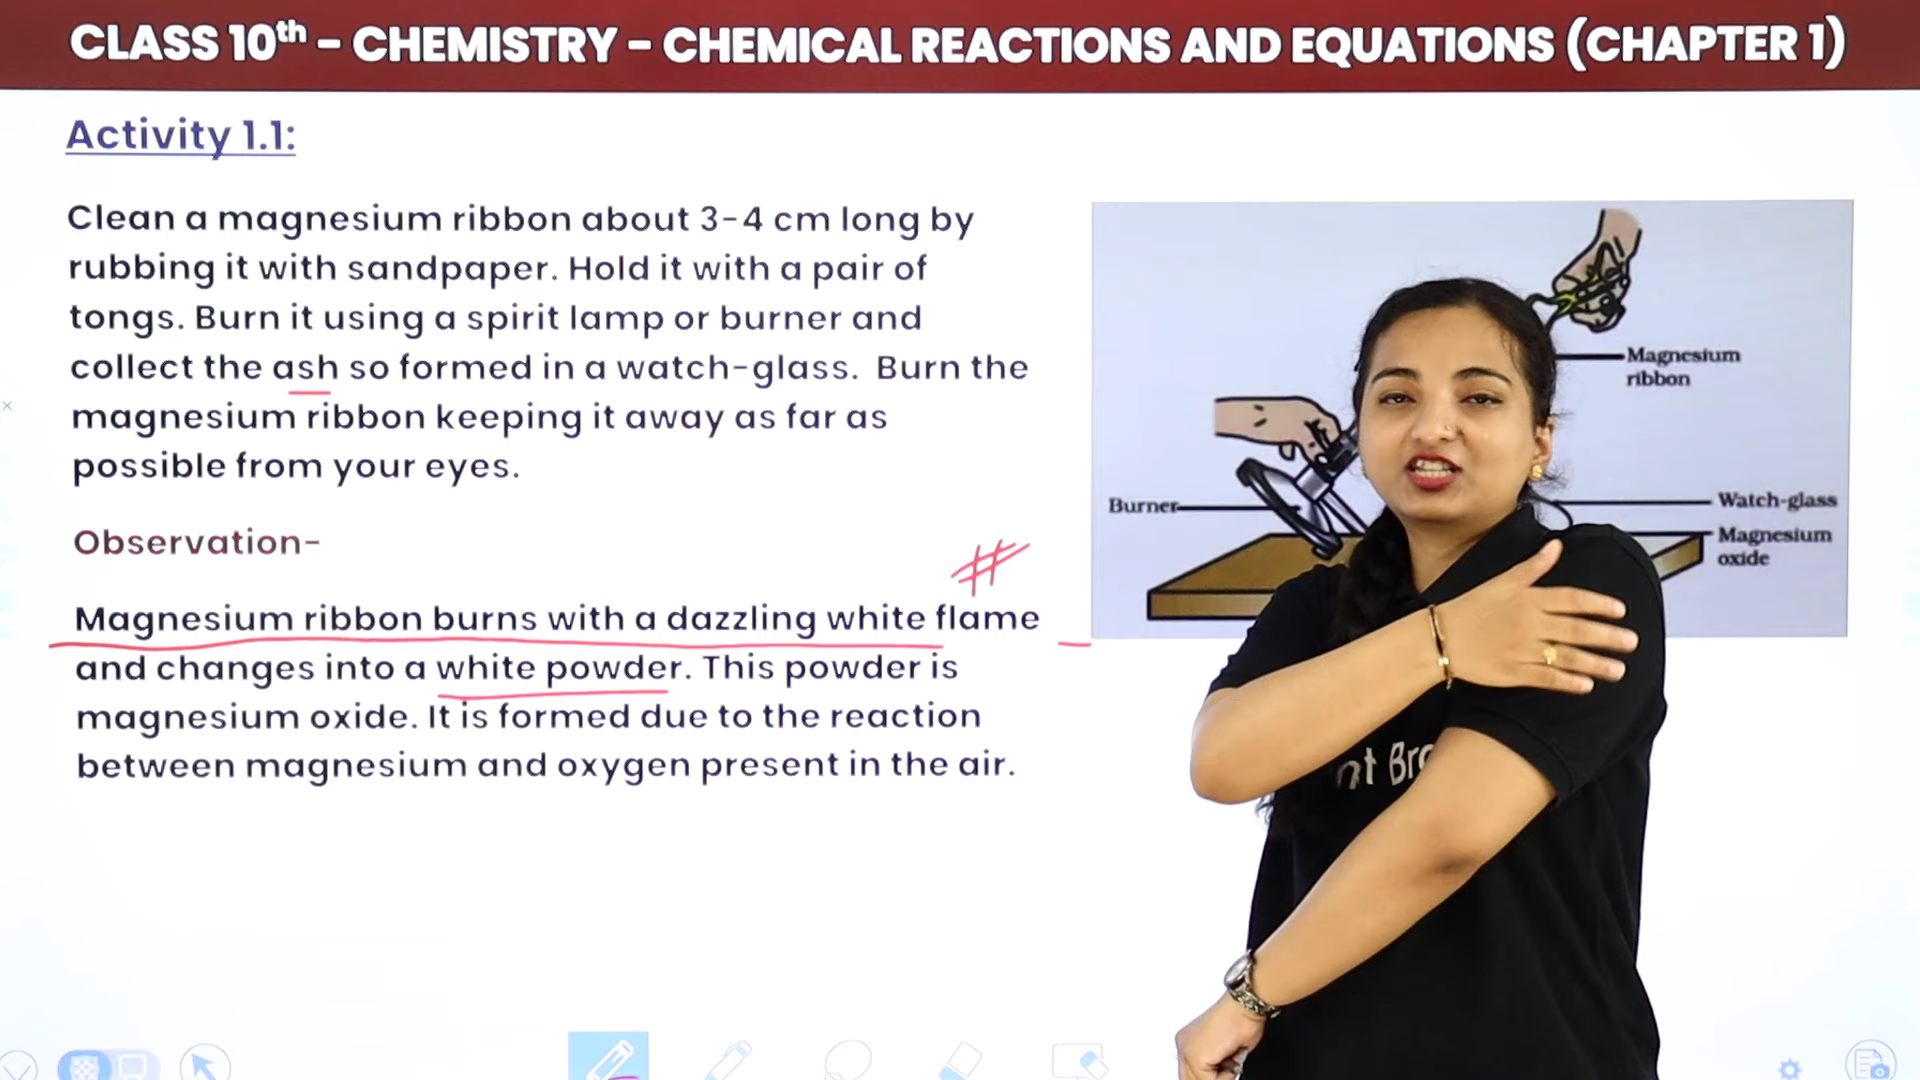 CLASS 10th - CHEMISTRY - CHEMICAL REACTIONS AND EQUATIONS (CHAPTER 1)
Activity 1.1:
Clean a magnesium ribbon about 3-4 cm long by
rubbing it with sandpaper. Hold it with a pair of
tongs. Burn it using a spirit lamp or burner and
collect the ash so formed in a watch-glass. Burn the
magnesium ribbon keeping it away as far as
possible from your eyes.
Observation-
#
Magnesium ribbon burns with a dazzling white flame
and changes into a white powder. This powder is
magnesium oxide. It is formed due to the reaction
between magnesium and oxygen present in the air.
Magnesium
ribbon
Burner
Watch-glass
Magnesium
oxide